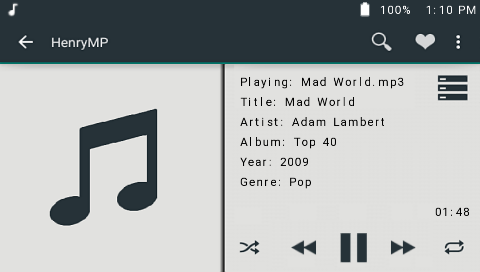 100% 1:10 PM
HenryMP
Playing: Mad World.mp3
Title: Mad World
Artist: Adam Lambert
Album: Top 40
Year: 2009
Genre: Pop
01:48